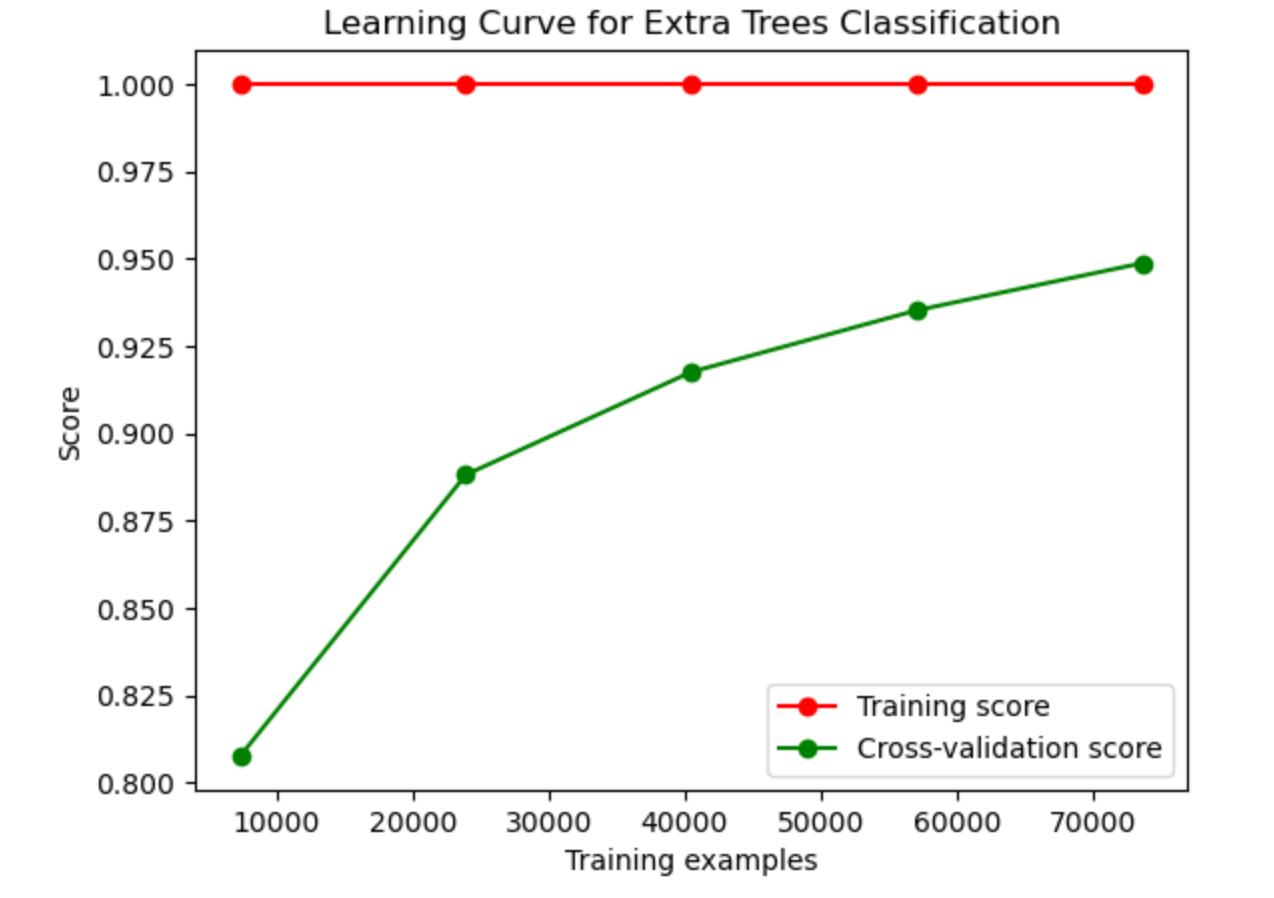 Learning Curve for Extra Trees Classification
1.000
0.975
0.950
0.925
0.900
0.875
0.850
0.825
0.800
Score
Training score
Cross-validation score
10000 20000 30000 40000 50000 60000 70000
Training examples